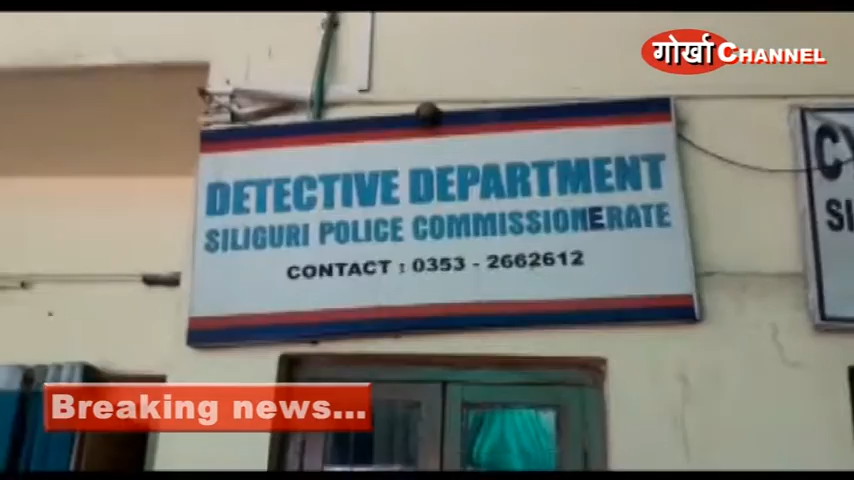 गोर्खा CHANNEL
DETECTIVE DEPARTMENT
SILIGURI POLICE COMMISSIONERATE
CONTACT : 0353 - 2662612
Breaking news...